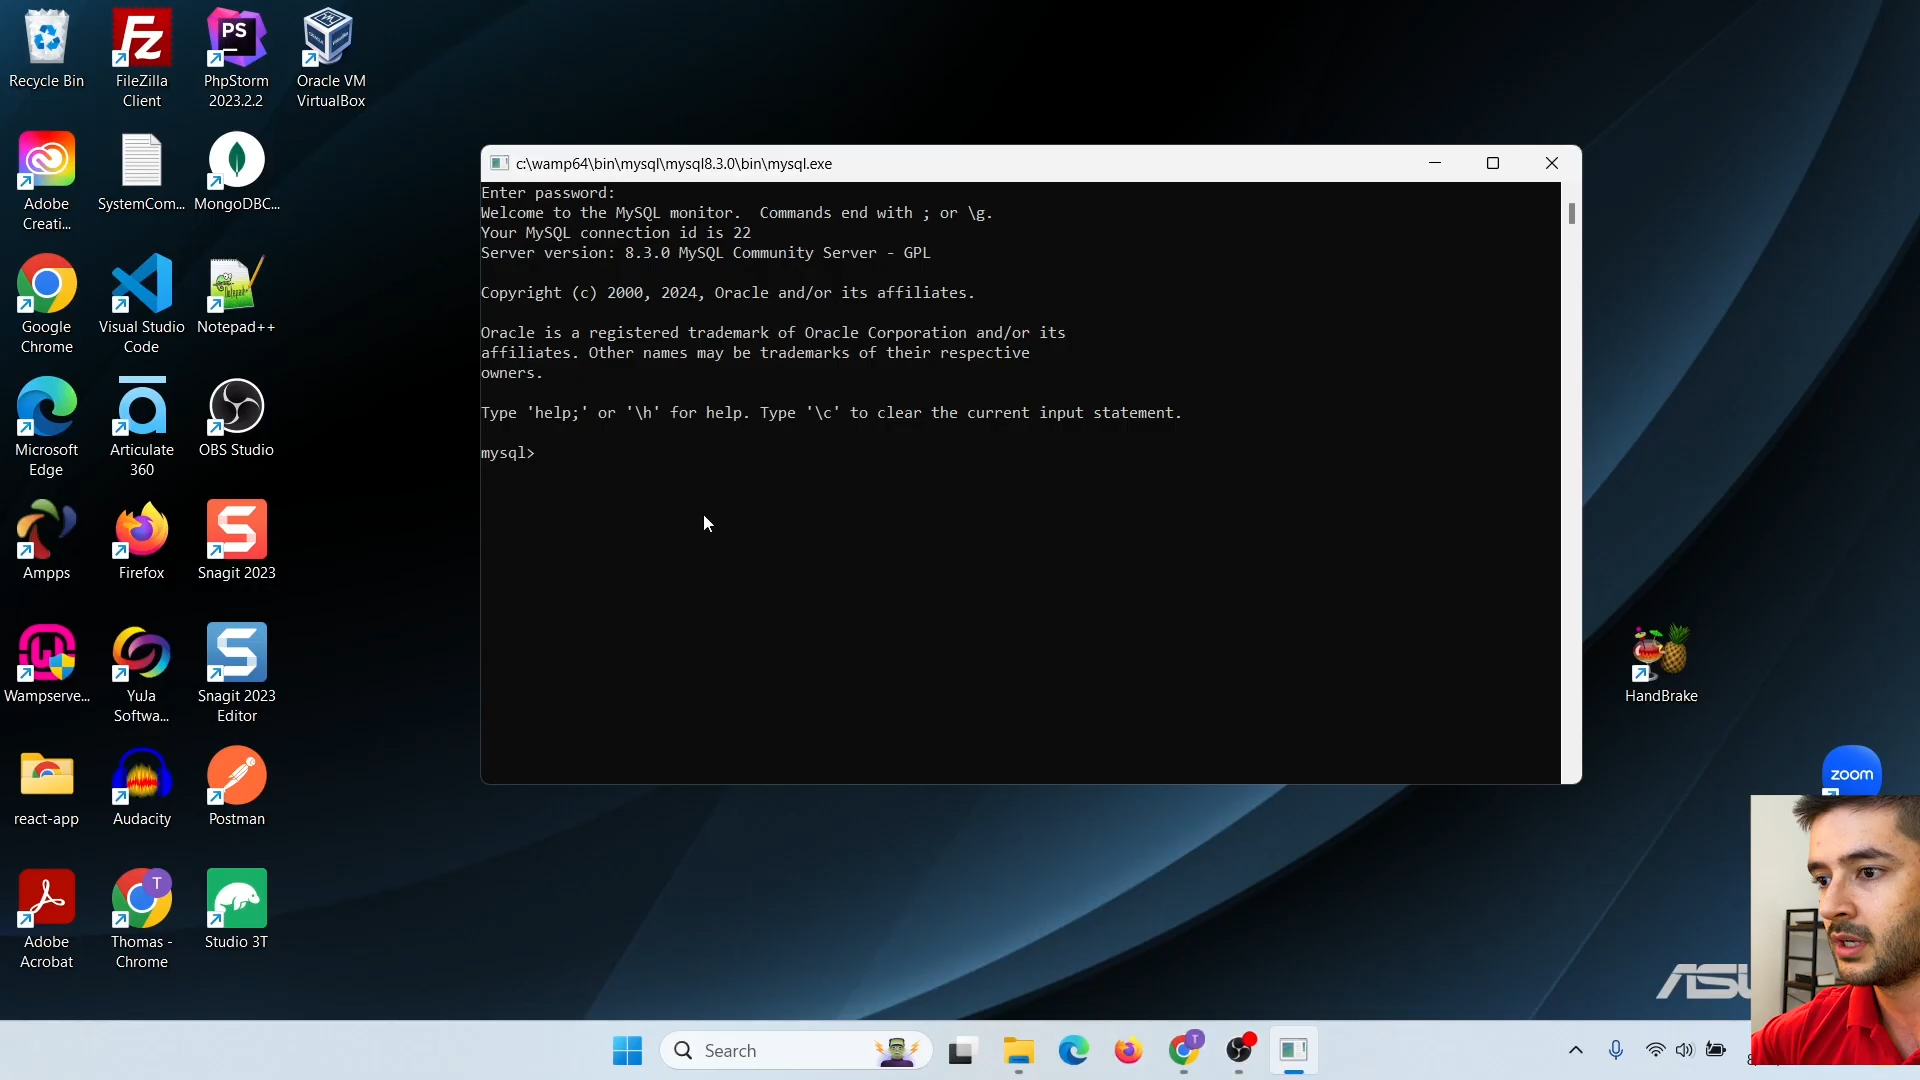 Recycle Bin
FileZilla
Client
PS
PhpStorm
2023.2.2
Oracle VM
VirtualBox
Adobe
Creati...
SystemCom...
MongoDBC...
Google
Chrome
Visual Studio
Code
Notepad++
Microsoft
Edge
Articulate
360
OBS Studio
Ampps
Firefox
Snagit 2023
Wampserve...
YuJa
Softwa...
Snagit 2023
Editor
react-app
Audacity
Postman
Adobe
Acrobat
T
Thomas -
Chrome
Studio 3T
c:\wamp64\bin\mysql\mysql8.3.0\bin\mysql.exe
Enter password:
Welcome to the MySQL monitor.  Commands end with ; or \g.
Your MySQL connection id is 22
Server version: 8.3.0 MySQL Community Server - GPL
Copyright (c) 2000, 2024, Oracle and/or its affiliates.
Oracle is a registered trademark of Oracle Corporation and/or its
affiliates. Other names may be trademarks of their respective
owners.
Type 'help;' or '\h' for help. Type '\c' to clear the current input statement.
mysql>
HandBrake
zoom
Search
T